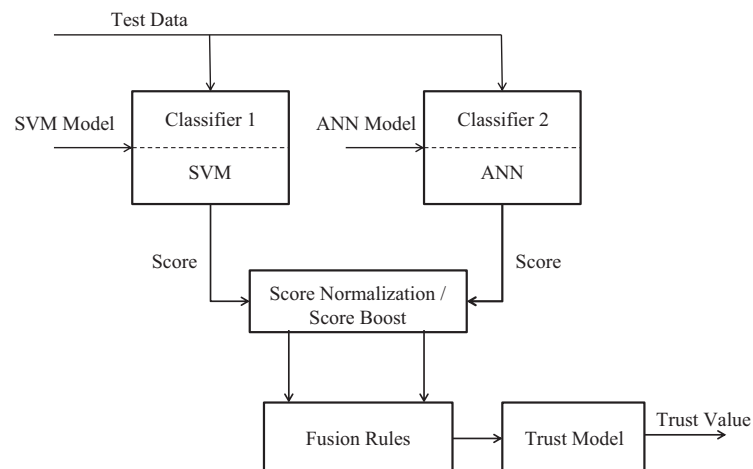 Test Data
SVM Model
Classifier 1
SVM
ANN Model
Classifier 2
ANN
Score
Score
Score Normalization /
Score Boost
Fusion Rules
Trust Model
Trust Value